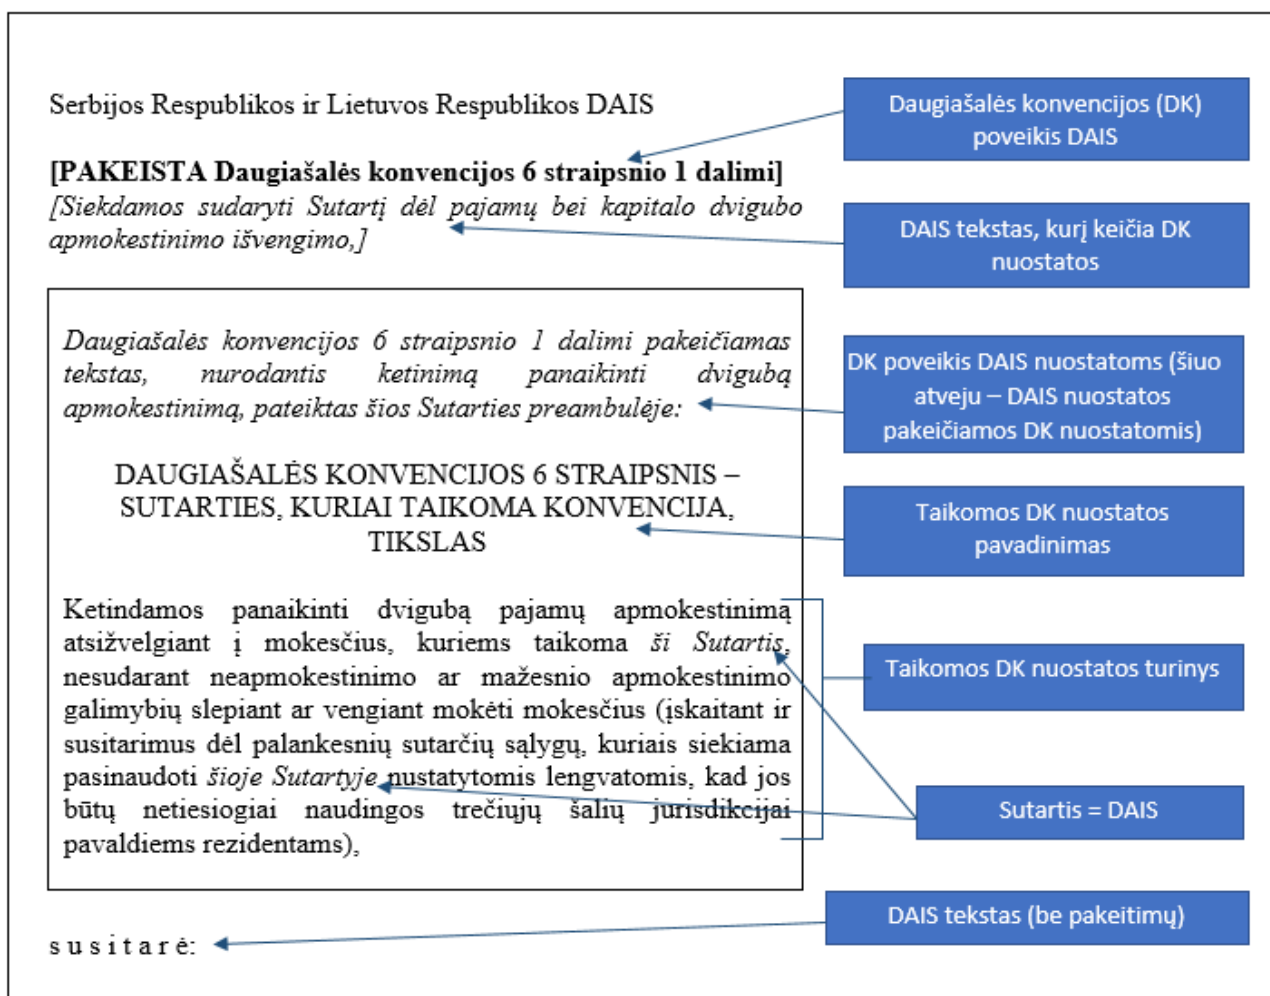 Serbijos Respublikos ir Lietuvos Respublikos DAIS
[PAKEISTA Daugiašalės konvencijos 6 straipsnio 1 dalimi]
[Siekdamos sudaryti Sutartį dėl pajamų bei kapitalo dvigubo
apmokestinimo išvengimo,]
Daugiašalės konvencijos 6 straipsnio 1 dalimi pakeičiamas
tekstas, nurodantis ketinimą panaikinti dvigubą
apmokestinimą, pateiktas šios Sutarties preambulėje:
DAUGIAŠALĖS KONVENCIJOS 6 STRAIPSNIS –
SUTARTIES, KURIAI TAIKOMA KONVENCIJA,
TIKSLAS
Ketindamos panaikinti dvigubą pajamų apmokestinimą
atsižvelgiant į mokesčius, kuriems taikoma ši Sutartis,
nesudarant neapmokestinimo ar mažesnio apmokestinimo
galimybių slepiant ar vengiant mokėti mokesčius (įskaitant ir
susitarimus dėl palankesnių sutarčių sąlygų, kuriais siekiama
pasinaudoti šioje Sutartyje nustatytomis lengvatomis, kad jos
būtų netiesiogiai naudingos trečiųjų šalių jurisdikcijai
pavaldiems rezidentams),
s u s i t a r ė:
Daugiašalės konvencijos (DK)
poveikis DAIS
DAIS tekstas, kurį keičia DK
nuostatos
DK poveikis DAIS nuostatoms (šiuo
atveju – DAIS nuostatos
pakeičiamos DK nuostatomis)
Taikomos DK nuostatos
pavadinimas
Taikomos DK nuostatos turinys
Sutartis = DAIS
DAIS tekstas (be pakeitimų)